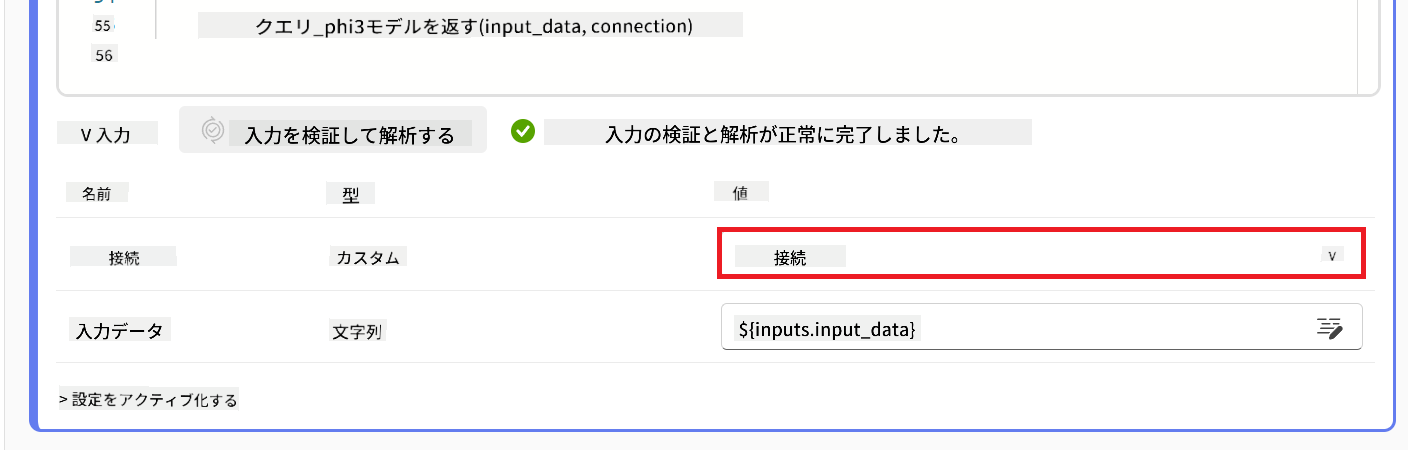 55 クエリ_phi3モデルを返す(input_data, connection)
56
V 入力 入力を検証して解析する 入力の検証と解析が正常に完了しました。
名前 型 値
接続 カスタム 接続 V
入力データ 文字列 ${inputs.input_data}
> 設定をアクティブ化する